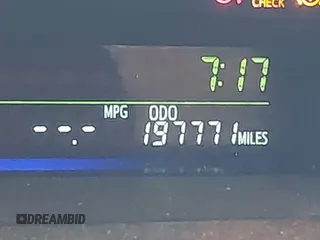 CHECK
7:17
MPG ODO
--.- 197771 MILES
DREAMBID